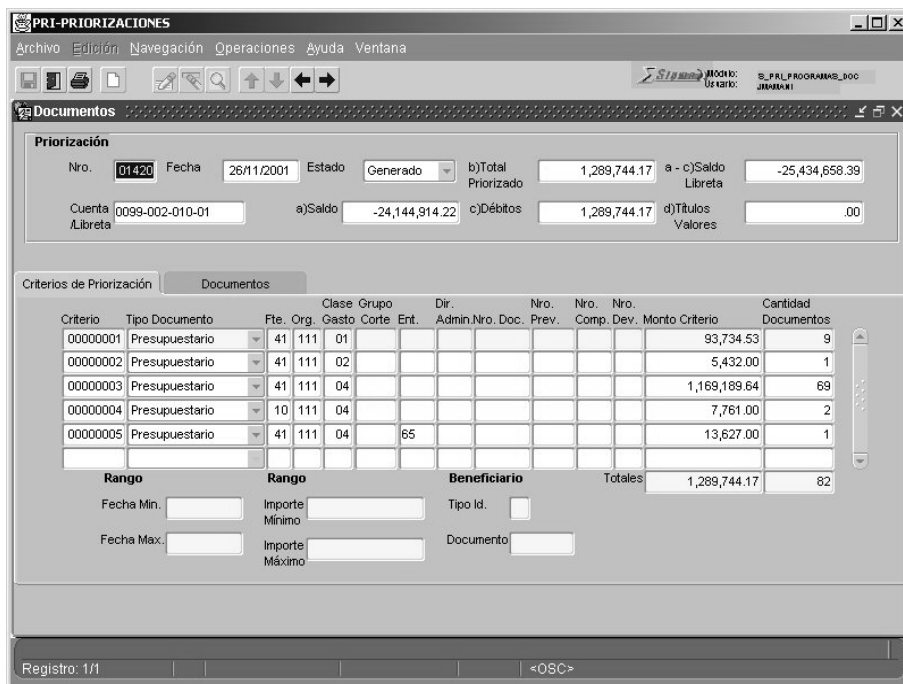 PRI-PRIORIZACIONES
Archivo Edición Navegación Operaciones Ayuda Ventana
Sigma Módulo: S_PRI_PROGRAMAS_DOC
Usuario: JMAMANI
Documentos
Priorización
Nro. 01420 Fecha 26/11/2001 Estado Generado b)Total Priorizado 1,289,744.17 a - c)Saldo Libreta -25,434,658.39
Cuenta /Libreta 0099-002-010-01 a)Saldo -24,144,914.22 c)Débitos 1,289,744.17 d)Títulos Valores .00
Criterios de Priorización Documentos
Clase Grupo Dir. Nro. Nro. Nro. Cantidad
Criterio Tipo Documento Fte. Org. Gasto Corte Ent. Admin. Nro. Doc. Prev. Comp. Dev. Monto Criterio Documentos
00000001 Presupuestario 41 111 01 93,734.53 9
00000002 Presupuestario 41 111 02 5,432.00 1
00000003 Presupuestario 41 111 04 1,169,189.64 69
00000004 Presupuestario 10 111 04 7,761.00 2
00000005 Presupuestario 41 111 04 65 13,627.00 1
Rango Rango Beneficiario Totales 1,289,744.17 82
Fecha Min. Importe Mínimo Tipo Id.
Fecha Max. Importe Máximo Documento
Registro: 1/1 <OSC>